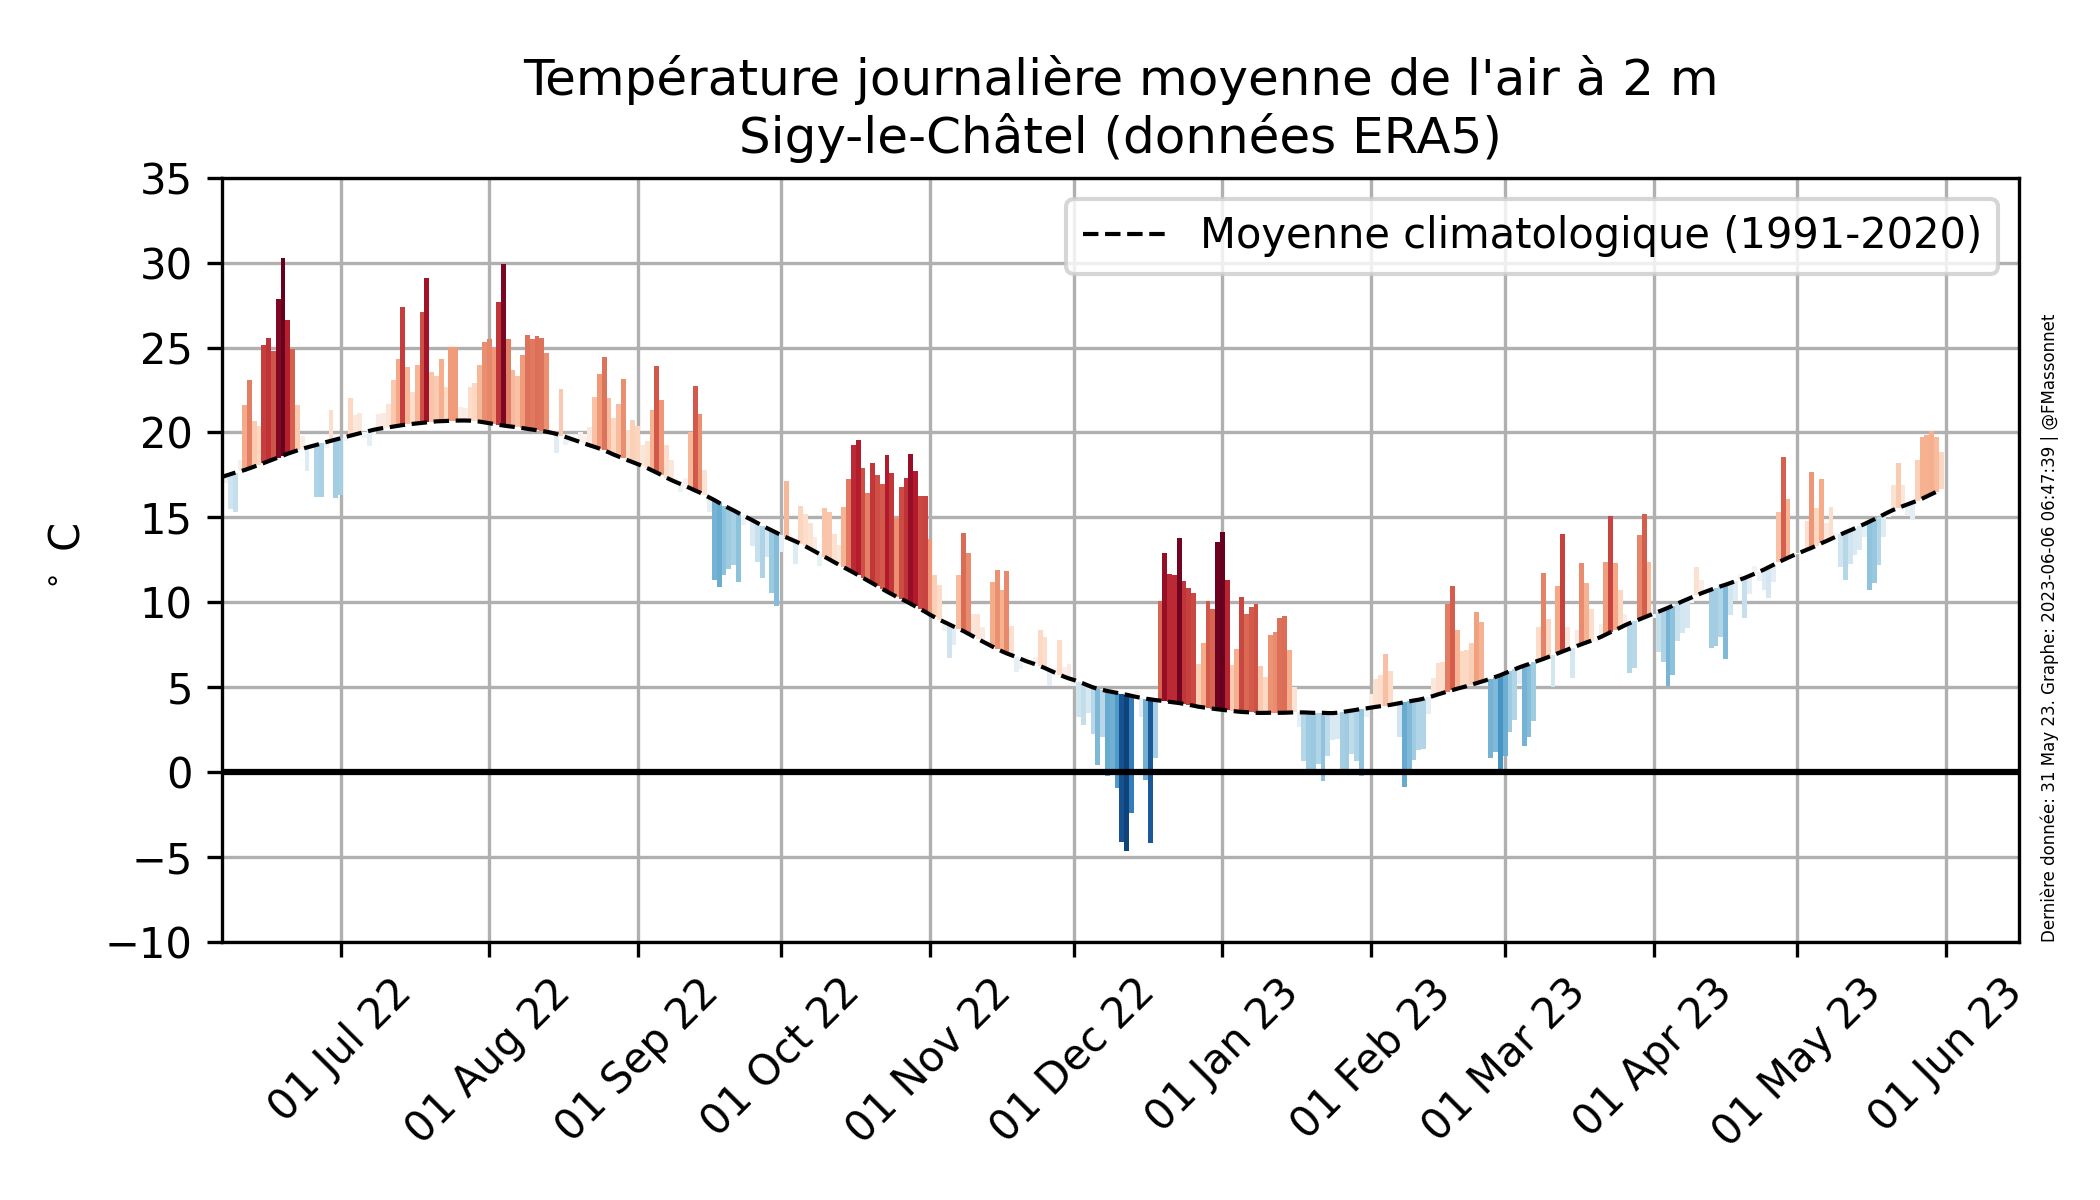 Température journalière moyenne de l'air à 2 m
Sigy-le-Châtel (données ERA5)
Moyenne climatologique (1991-2020)
° C
35
30
25
20
15
10
5
0
−5
−10
01 Jul 22
01 Aug 22
01 Sep 22
01 Oct 22
01 Nov 22
01 Dec 22
01 Jan 23
01 Feb 23
01 Mar 23
01 Apr 23
01 May 23
01 Jun 23
Dernière donnée: 31 May 23. Graphe: 2023-06-06 06:47:39 | @FMassonnet